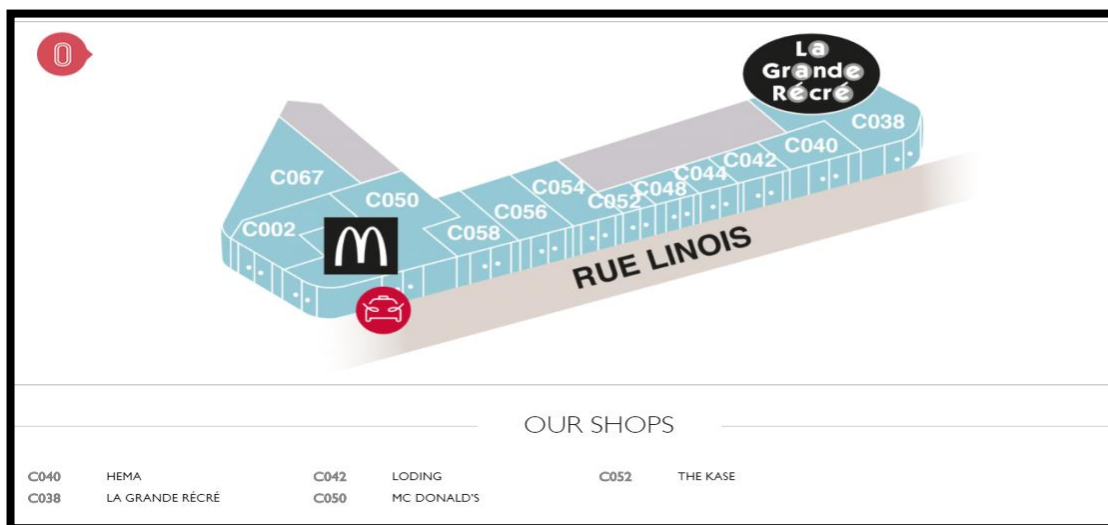 0
La
Grande
Récré
C038
C040
C042
C044
C048
C052
C054
C056
C058
C050
C067
C002
M
RUE LINOIS
OUR SHOPS
C040 HEMA C042 LODING C052 THE KASE
C038 LA GRANDE RÉCRÉ C050 MC DONALD'S